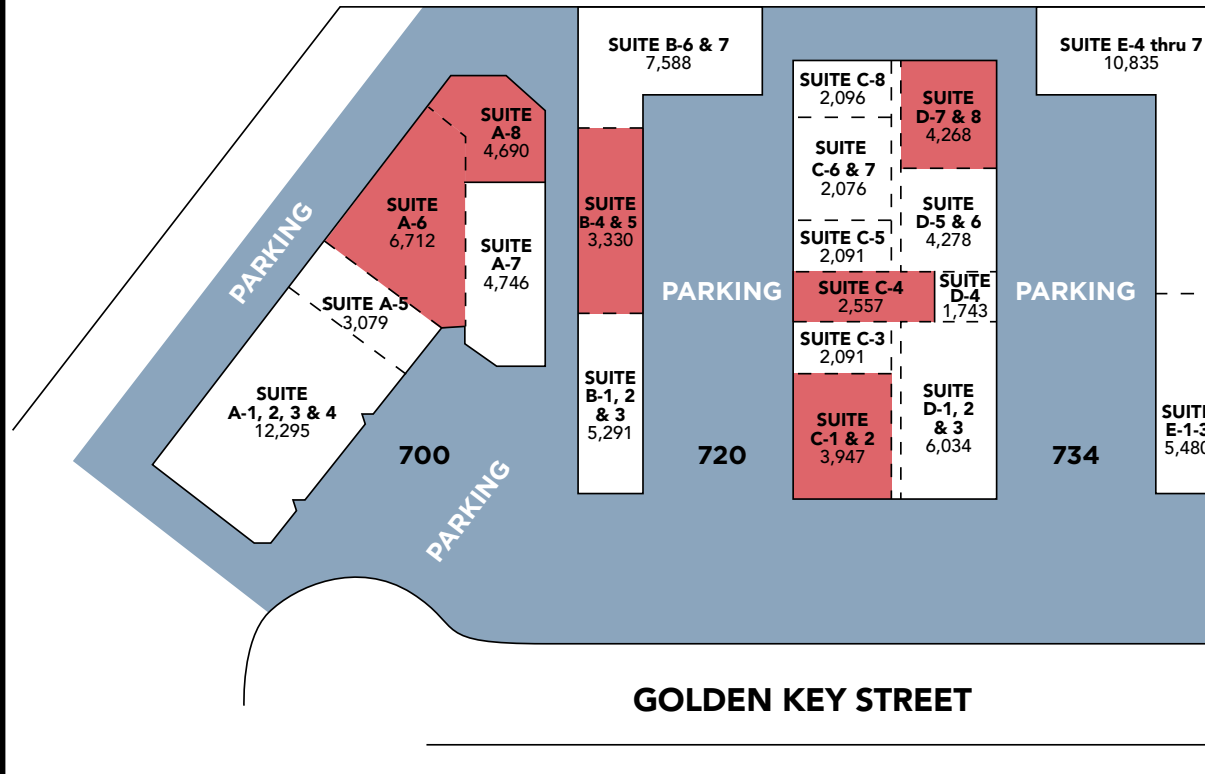 SUITE B-6 & 7
7,588
SUITE E-4 thru 7
10,835
SUITE
A-8
4,690
SUITE C-8
2,096
SUITE
D-7 & 8
4,268
SUITE
C-6 & 7
2,076
SUITE
A-6
6,712
SUITE
B-4 & 5
3,330
SUITE
D-5 & 6
4,278
PARKING
SUITE
A-7
4,746
SUITE C-5
2,091
PARKING
SUITE C-4
2,557
SUITE
D-4
1,743
PARKING
SUITE A-5
3,079
SUITE C-3
2,091
SUITE
A-1, 2, 3 & 4
12,295
SUITE
B-1, 2
& 3
5,291
SUITE
C-1 & 2
3,947
SUITE
D-1, 2
& 3
6,034
SUITE
E-1-3
5,480
700
720
734
PARKING
GOLDEN KEY STREET